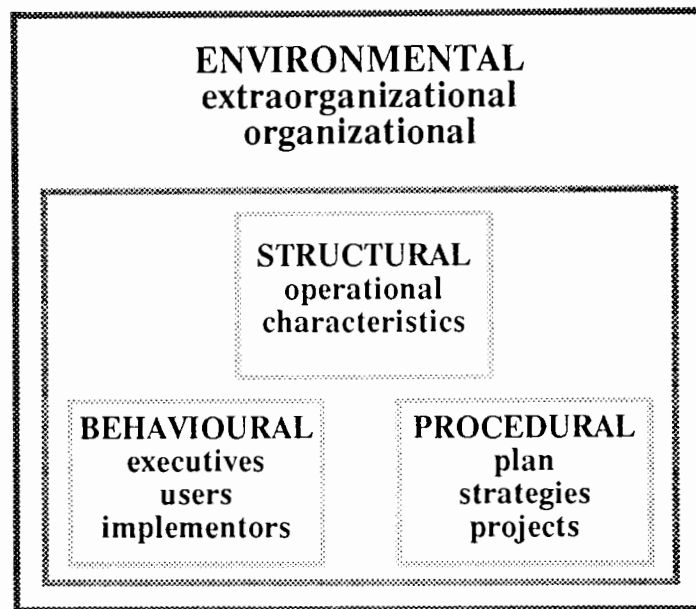 ENVIRONMENTAL
extraorganizational
organizational
STRUCTURAL
operational
characteristics
BEHAVIOURAL
executives
users
implementors
PROCEDURAL
plan
strategies
projects